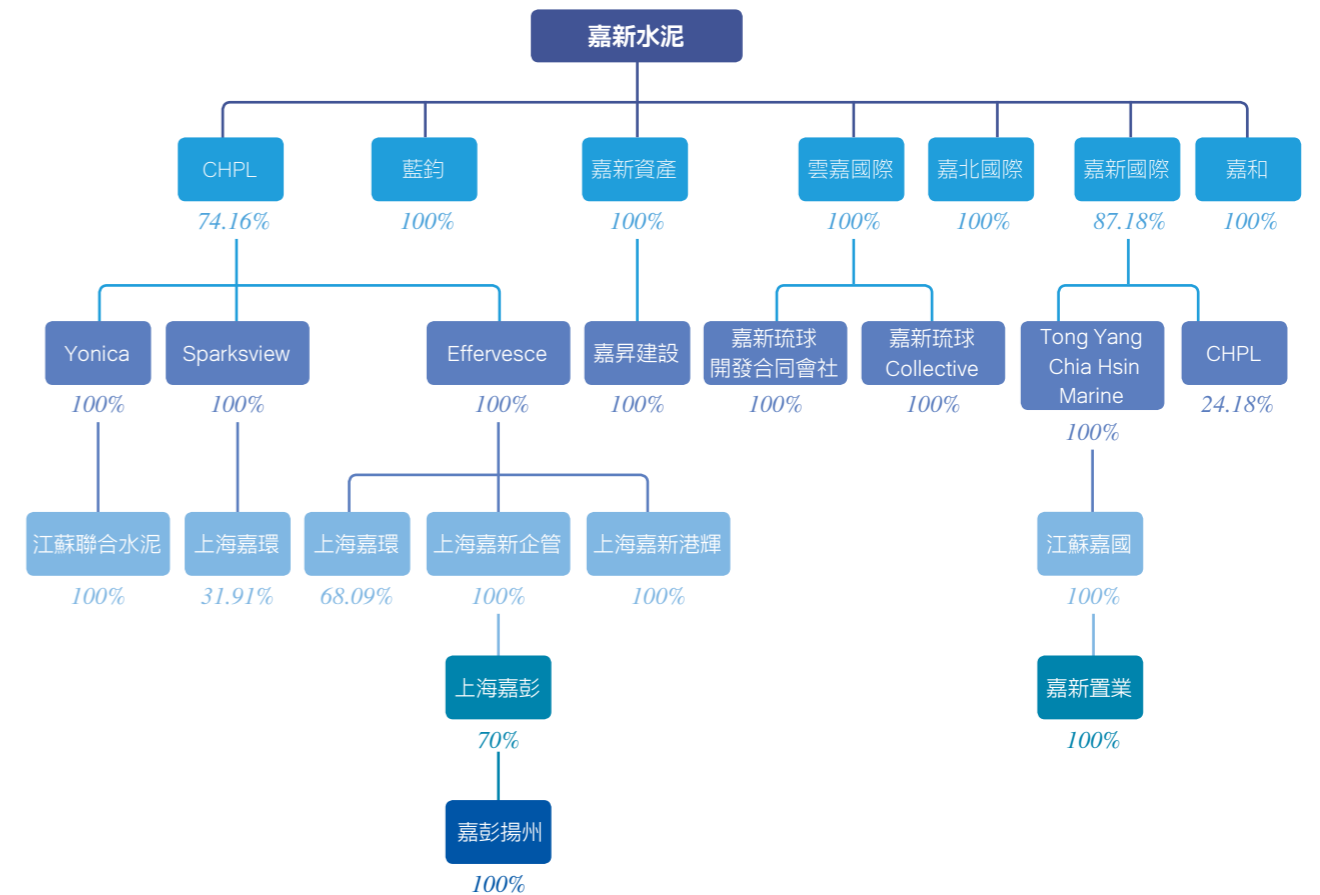 嘉新水泥
CHPL
藍鈞
嘉新資產
雲嘉國際
嘉北國際
嘉新國際
嘉和
74.16%
100%
100%
100%
100%
87.18%
100%
Yonica
Sparksview
Effervesce
嘉昇建設
嘉新琉球
開發合同會社
嘉新琉球
Collective
Tong Yang
Chia Hsin
Marine
CHPL
100%
100%
100%
100%
100%
100%
100%
24.18%
江蘇聯合水泥
上海嘉環
上海嘉環
上海嘉新企管
上海嘉新港輝
江蘇嘉國
100%
31.91%
68.09%
100%
100%
100%
上海嘉彭
嘉新置業
70%
100%
嘉彭揚州
100%